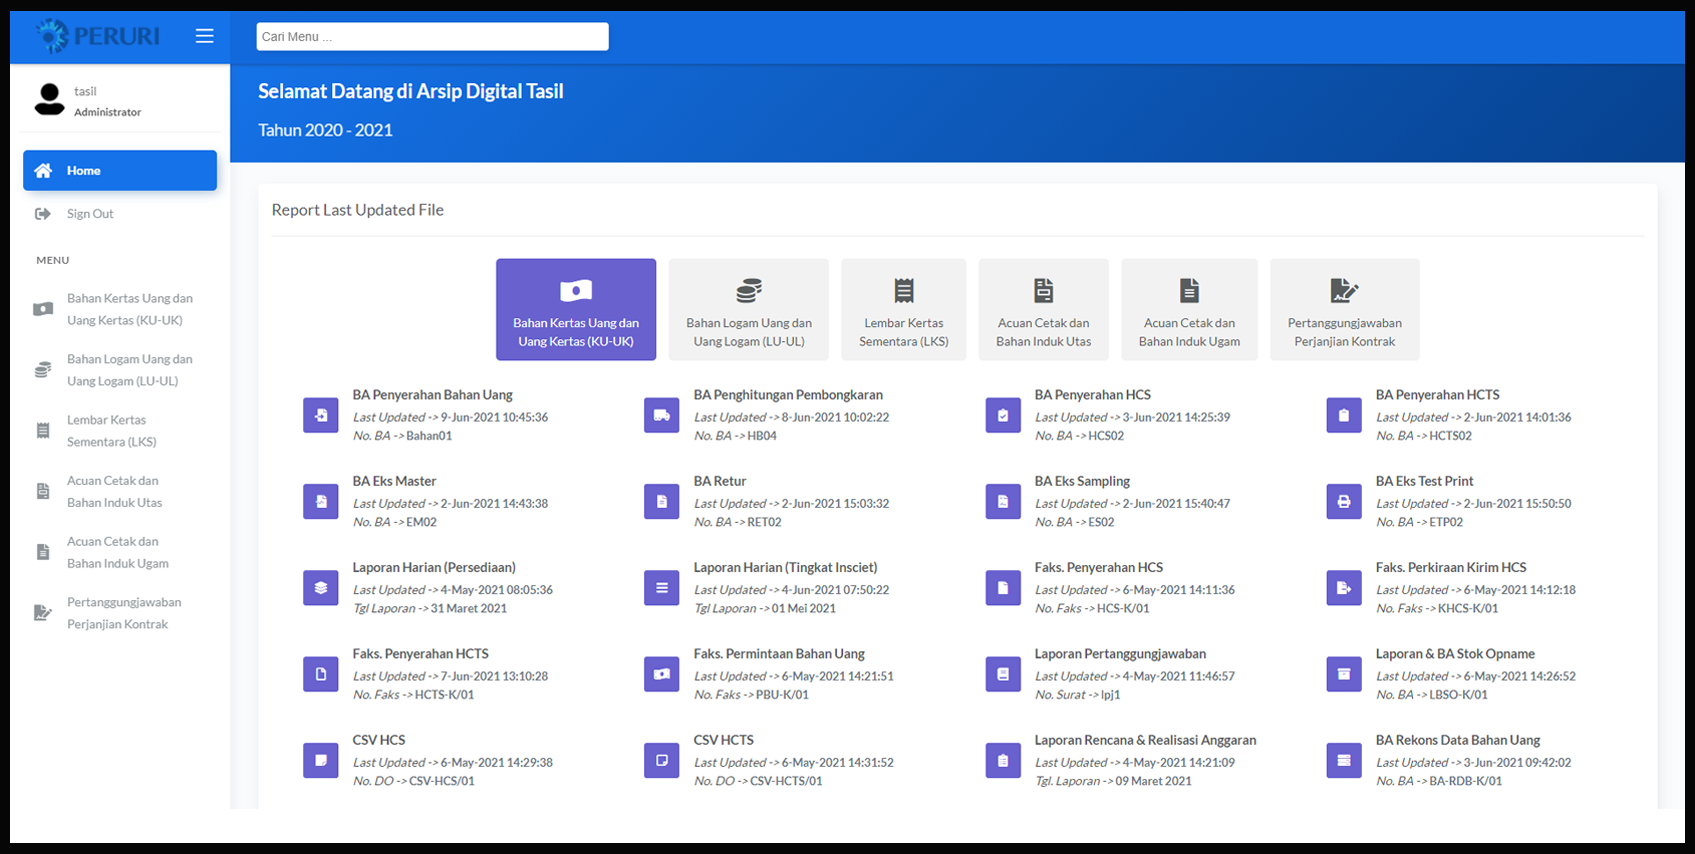 PERURI
Cari Menu ...
tasil
Administrator
Selamat Datang di Arsip Digital Tasil
Tahun 2020 - 2021
Home
Sign Out
MENU
Bahan Kertas Uang dan
Uang Kertas (KU-UK)
Bahan Logam Uang dan
Uang Logam (LU-UL)
Lembar Kertas
Sementara (LKS)
Acuan Cetak dan
Bahan Induk Utas
Acuan Cetak dan
Bahan Induk Ugam
Pertanggungjawaban
Perjanjian Kontrak
Report Last Updated File
Bahan Kertas Uang dan
Uang Kertas (KU-UK)
Bahan Logam Uang dan
Uang Logam (LU-UL)
Lembar Kertas
Sementara (LKS)
Acuan Cetak dan
Bahan Induk Utas
Acuan Cetak dan
Bahan Induk Ugam
Pertanggungjawaban
Perjanjian Kontrak
BA Penyerahan Bahan Uang
Last Updated -> 9-Jun-2021 10:45:36
No. BA -> Bahan01
BA Penghitungan Pembongkaran
Last Updated -> 8-Jun-2021 10:02:22
No. BA -> HB04
BA Penyerahan HCS
Last Updated -> 3-Jun-2021 14:25:39
No. BA -> HCS02
BA Penyerahan HCTS
Last Updated -> 2-Jun-2021 14:01:36
No. BA -> HCTS02
BA Eks Master
Last Updated -> 2-Jun-2021 14:43:38
No. BA -> EM02
BA Retur
Last Updated -> 2-Jun-2021 15:03:32
No. BA -> RET02
BA Eks Sampling
Last Updated -> 2-Jun-2021 15:40:47
No. BA -> ES02
BA Eks Test Print
Last Updated -> 2-Jun-2021 15:50:50
No. BA -> ETP02
Laporan Harian (Persediaan)
Last Updated -> 4-May-2021 08:05:36
Tgl Laporan -> 31 Maret 2021
Laporan Harian (Tingkat Insciet)
Last Updated -> 4-Jun-2021 07:50:22
Tgl Laporan -> 01 Mei 2021
Faks. Penyerahan HCS
Last Updated -> 6-May-2021 14:11:36
No. Faks -> HCS-K/01
Faks. Perkiraan Kirim HCS
Last Updated -> 6-May-2021 14:12:18
No. Faks -> KHCS-K/01
Faks. Penyerahan HCTS
Last Updated -> 7-Jun-2021 13:10:28
No. Faks -> HCTS-K/01
Faks. Permintaan Bahan Uang
Last Updated -> 6-May-2021 14:21:51
No. Faks -> PBU-K/01
Laporan Pertanggungjawaban
Last Updated -> 4-May-2021 11:46:57
No. Surat -> lpj1
Laporan & BA Stok Opname
Last Updated -> 6-May-2021 14:26:52
No. BA -> LBSO-K/01
CSV HCS
Last Updated -> 6-May-2021 14:29:38
No. DO -> CSV-HCS/01
CSV HCTS
Last Updated -> 6-May-2021 14:31:52
No. DO -> CSV-HCTS/01
Laporan Rencana & Realisasi Anggaran
Last Updated -> 4-May-2021 14:21:09
Tgl. Laporan -> 09 Maret 2021
BA Rekons Data Bahan Uang
Last Updated -> 3-Jun-2021 09:42:02
No. BA -> BA-RDB-K/01